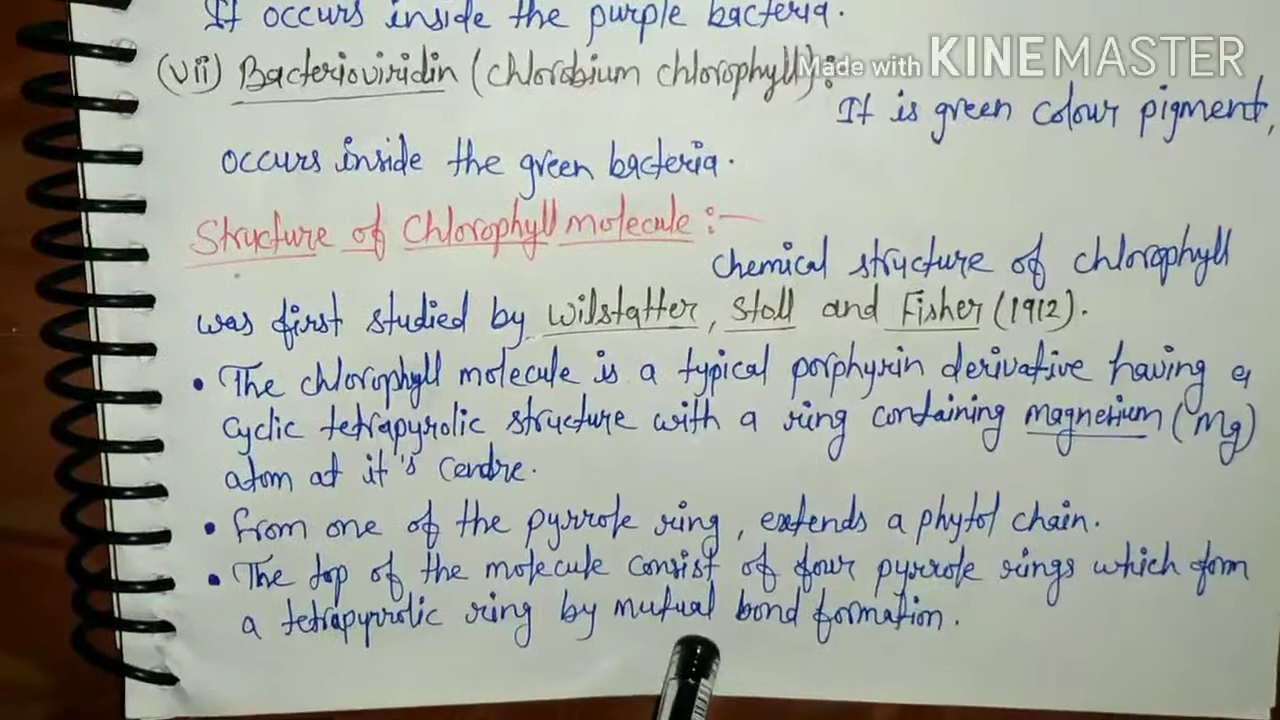 It occurs inside the purple bacteria.
(vii) Bacterioviridin (chlorobium chlorophyll):
Made with KINEMASTER
It is green colour pigment,
occurs inside the green bacteria.
Structure of Chlorophyll molecule :-
Chemical structure of chlorophyll
was first studied by Wilstatter, Stoll and Fisher (1912).
• The chlorophyll molecule is a typical porphyrin derivative having a
cyclic tetrapyrolic structure with a ring containing magnesium (Mg)
atom at it's centre.
• From one of the pyrrole ring, extends a phytol chain.
• The top of the molecule consist of four pyrrole rings which form
a tetrapyrrolic ring by mutual bond formation.